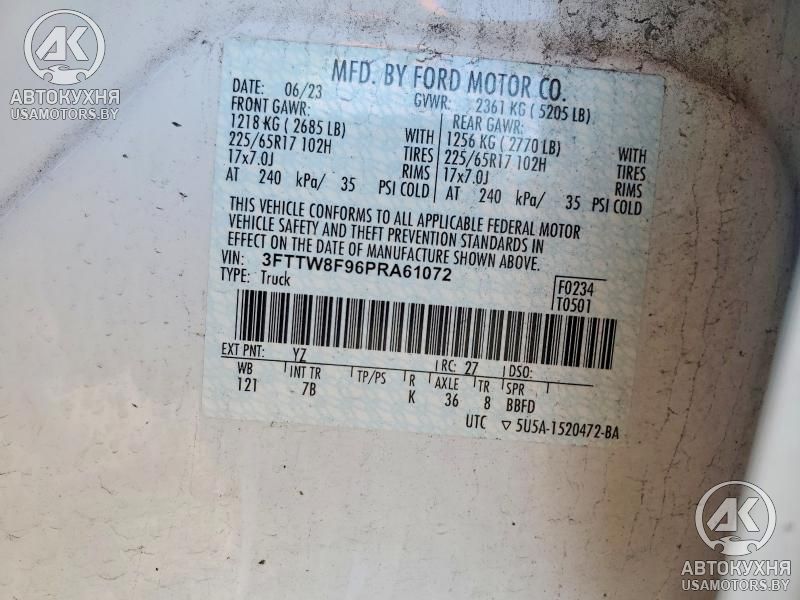 AK
АВТОКУХНЯ
USAMOTORS.BY
MFD. BY FORD MOTOR CO.
DATE: 06/23 GVWR: 2361 KG ( 5205 LB)
FRONT GAWR: REAR GAWR:
1218 KG ( 2685 LB) WITH 1256 KG ( 2770 LB) WITH
225/65R17 102H TIRES 225/65R17 102H TIRES
17x7.0J RIMS 17x7.0J RIMS
AT 240 kPa/ 35 PSI COLD AT 240 kPa/ 35 PSI COLD
THIS VEHICLE CONFORMS TO ALL APPLICABLE FEDERAL MOTOR
VEHICLE SAFETY AND THEFT PREVENTION STANDARDS IN
EFFECT ON THE DATE OF MANUFACTURE SHOWN ABOVE.
VIN: 3FTTW8F96PRA61072
TYPE: Truck
F0234
T0501
EXT PNT: YZ RC: 27 DSO:
WB INT TR TP/PS R AXLE TR SPR
121 7B K 36 8 BBFD
UTC ▽ 5U5A-1520472-BA
AK
АВТОКУХНЯ
USAMOTORS.BY